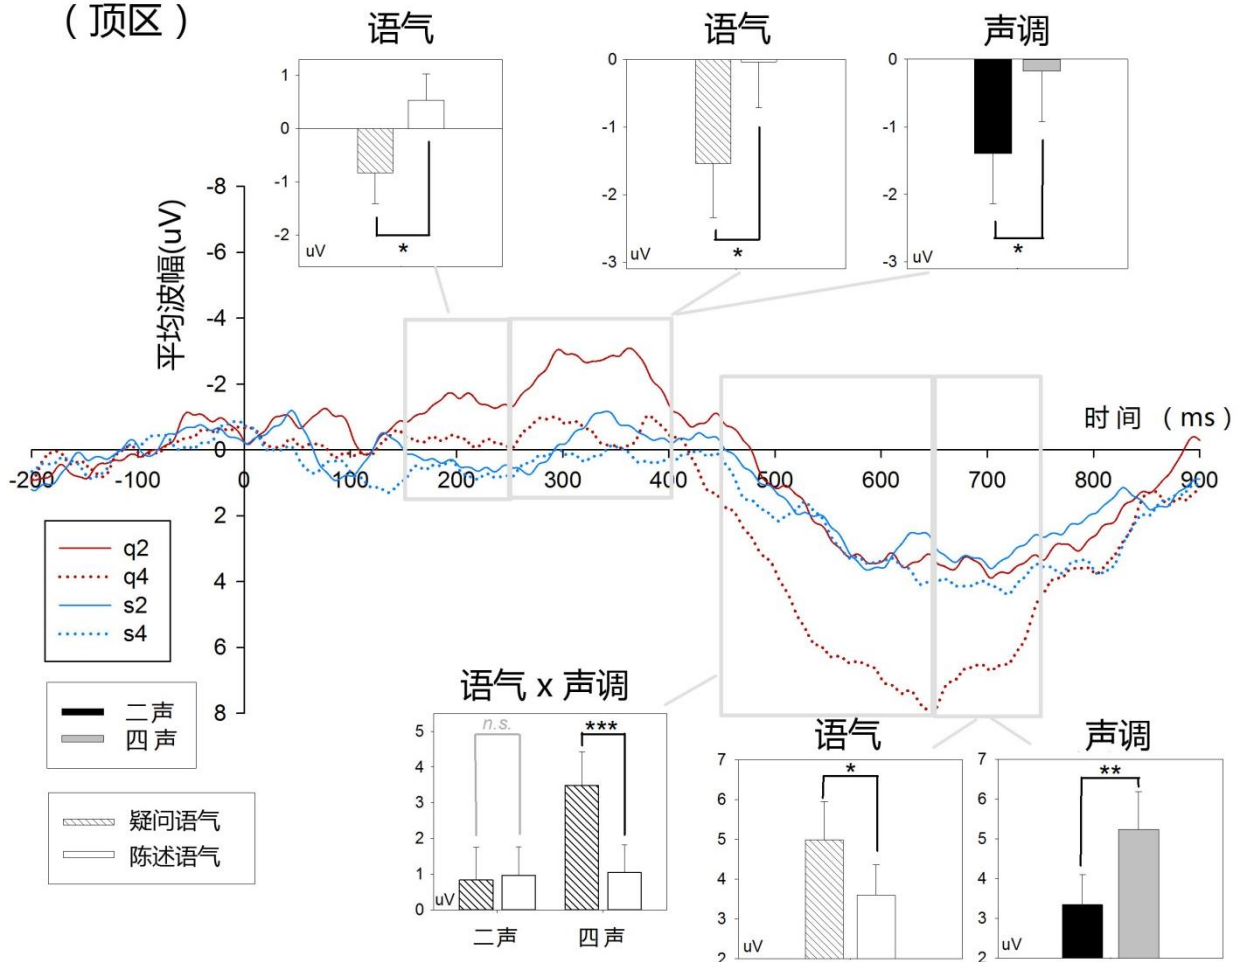 （顶区）
语气
语气
声调
1
0
-1
-2
uV
*
0
-1
-2
-3
uV
*
0
-1
-2
-3
uV
*
平均波幅(uV)
-8
-6
-4
-2
0
2
4
6
8
时间 （ms）
-200 -100 0 100 200 300 400 500 600 700 800 900
q2
q4
s2
s4
二声
四声
疑问语气
陈述语气
语气 x 声调
5
4
3
2
1
0
uV
n.s.
***
二声 四声
语气
7
6
5
4
3
2
uV
*
声调
7
6
5
4
3
2
uV
**